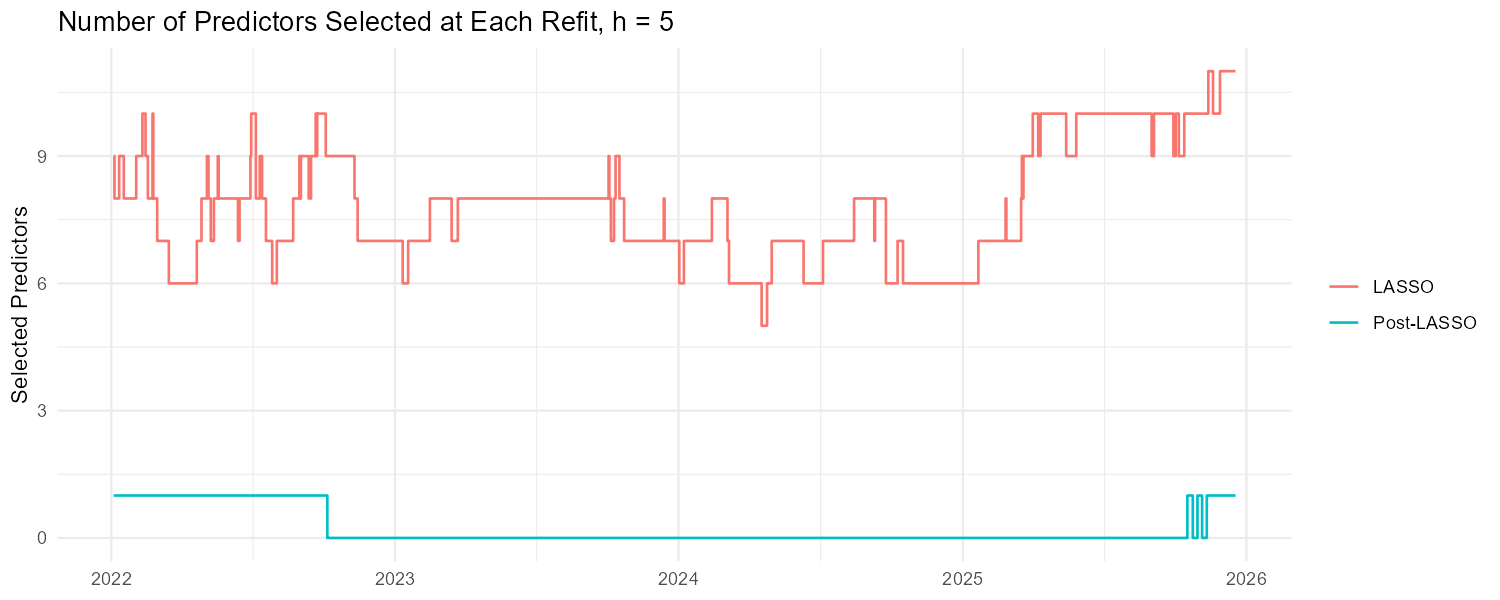 Number of Predictors Selected at Each Refit, h = 5
Selected Predictors
9
6
3
0
2022
2023
2024
2025
2026
LASSO
Post-LASSO